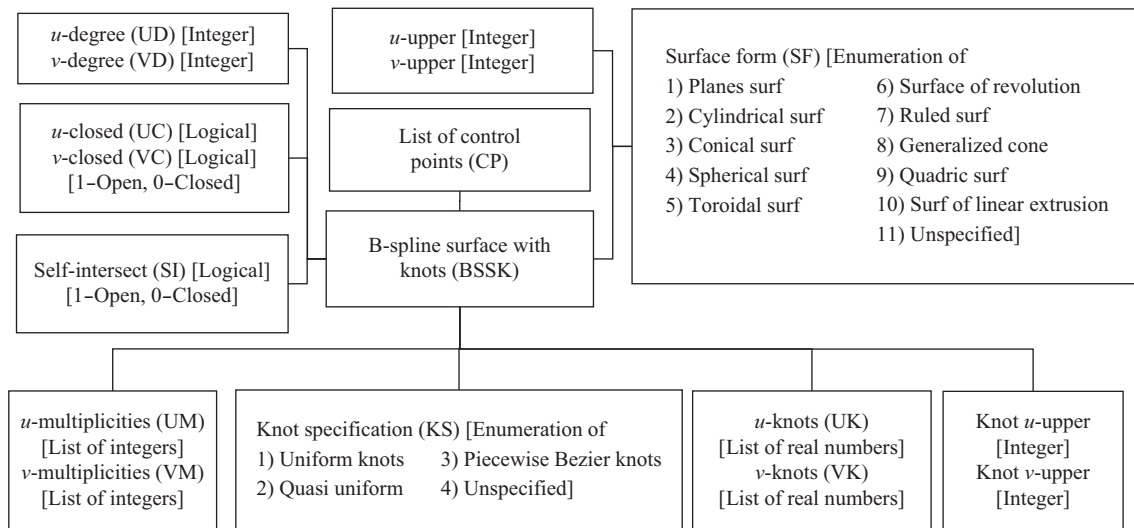 u-degree (UD) [Integer]
v-degree (VD) [Integer]
u-upper [Integer]
v-upper [Integer]
Surface form (SF) [Enumeration of
1) Planes surf
2) Cylindrical surf
3) Conical surf
4) Spherical surf
5) Toroidal surf
6) Surface of revolution
7) Ruled surf
8) Generalized cone
9) Quadric surf
10) Surf of linear extrusion
11) Unspecified]
u-closed (UC) [Logical]
v-closed (VC) [Logical]
[1–Open, 0–Closed]
List of control
points (CP)
Self-intersect (SI) [Logical]
[1–Open, 0–Closed]
B-spline surface with
knots (BSSK)
u-multiplicities (UM)
[List of integers]
v-multiplicities (VM)
[List of integers]
Knot specification (KS) [Enumeration of
1) Uniform knots
2) Quasi uniform
3) Piecewise Bezier knots
4) Unspecified]
u-knots (UK)
[List of real numbers]
v-knots (VK)
[List of real numbers]
Knot u-upper
[Integer]
Knot v-upper
[Integer]